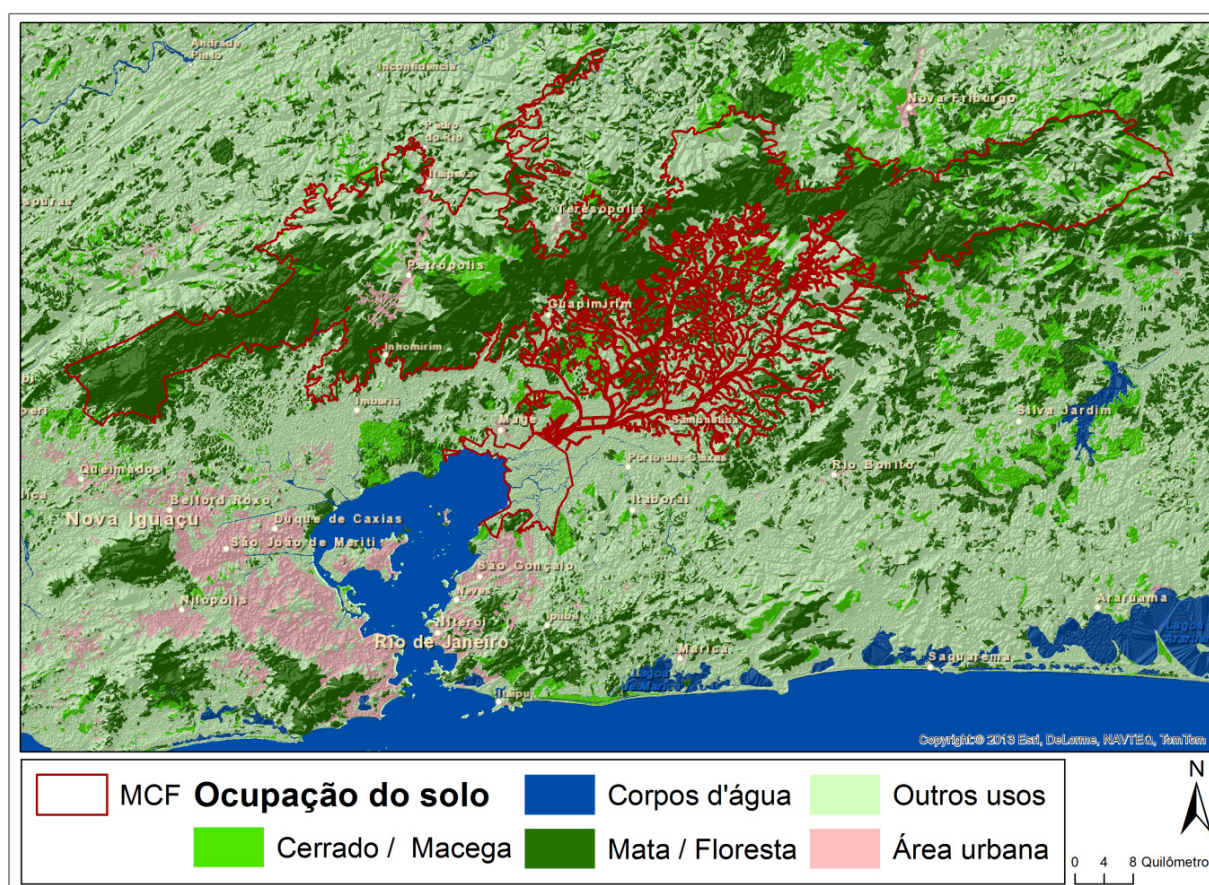 Andrade
Pinto
Inconfidência
Nova Friburgo
Pedro
do Rio
Itaipava
Teresópolis
Petrópolis
Guapimirim
Inhomirim
Imbariê
Magé
Sambaetiba
Silva Jardim
Porto das Caixas
Rio Bonito
Queimados
Itaboraí
Belford Roxo
Nova Iguaçu
Duque de Caxias
São João de Meriti
São Gonçalo
Neves
Nilópolis
Ipiíba
Araruama
Niterói
Rio de Janeiro
Maricá
Saquarema
Itaipu
Copyright:© 2013 Esri, DeLorme, NAVTEQ, TomTom
MCF Ocupação do solo Corpos d'água Outros usos
Cerrado / Macega Mata / Floresta Área urbana
N
0 4 8 Quilômetro